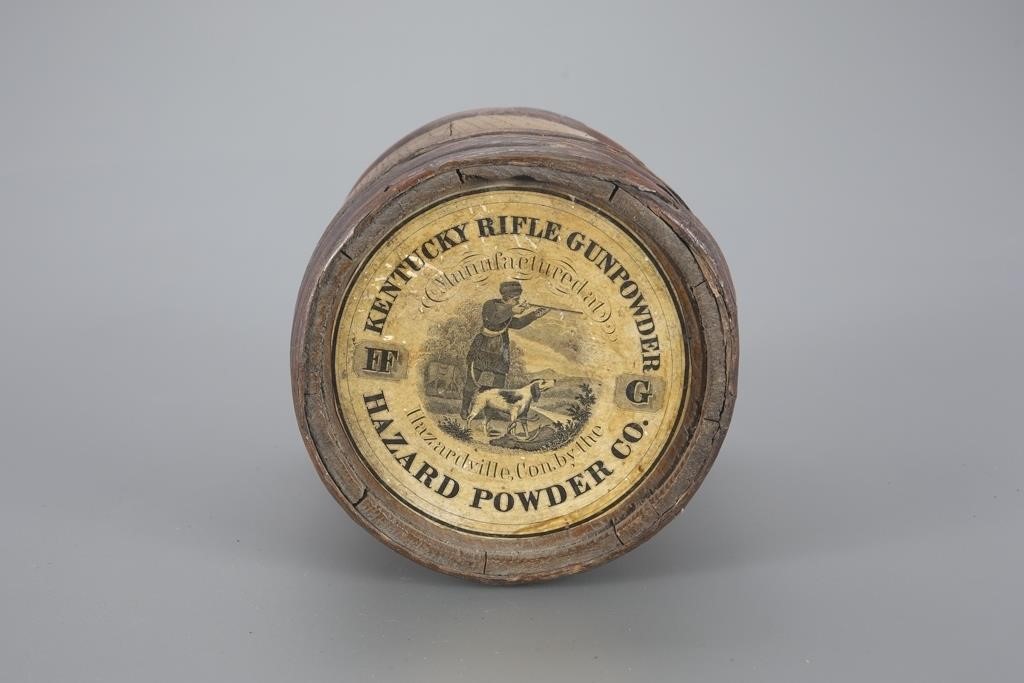 KENTUCKY RIFLE GUNPOWDER
Manufactured at
FF G
Hazardville, Con. by the
HAZARD POWDER CO.